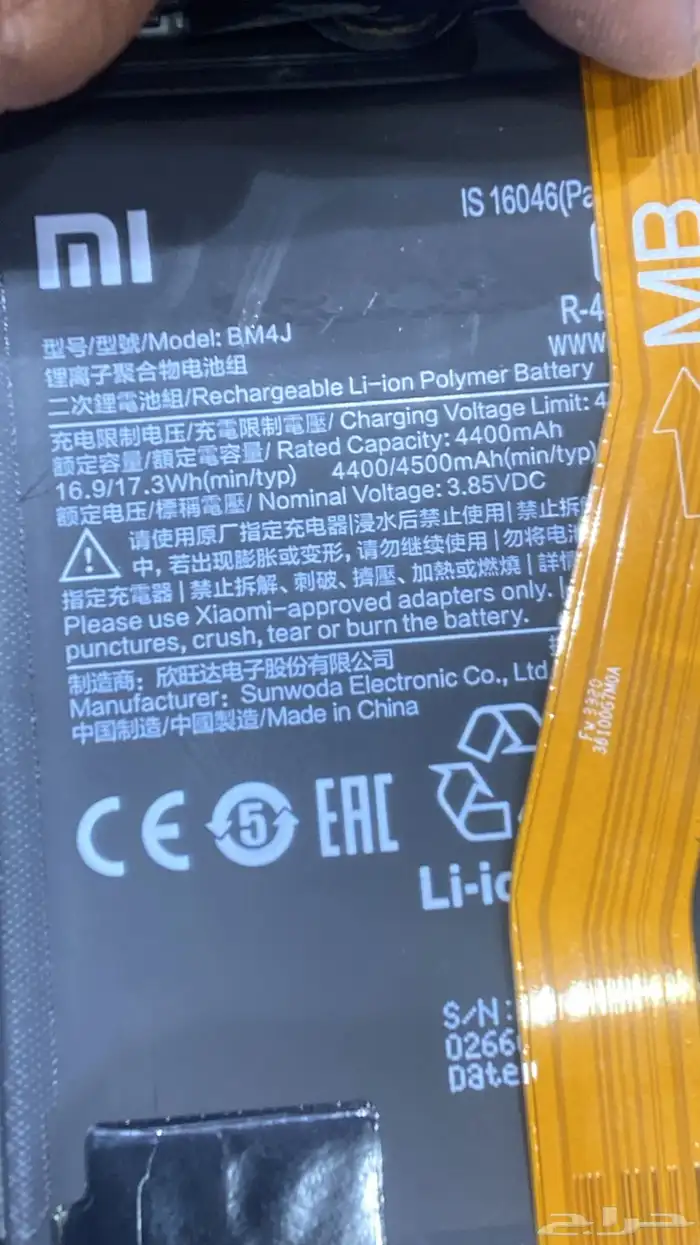 mi
IS 16046(Pa
R-4
www
型号/型號/Model: BM4J
锂离子聚合物电池组
二次鋰電池組/Rechargeable Li-ion Polymer Battery
充电限制电压/充電限制電壓/ Charging Voltage Limit: 4
额定容量/額定電容量/ Rated Capacity: 4400mAh
16.9/17.3Wh(min/typ) 4400/4500mAh(min/typ)
额定电压/標稱電壓/ Nominal Voltage: 3.85VDC
请使用原厂指定充电器|浸水后禁止使用|禁止拆解
中，若出现膨胀或变形，请勿继续使用|勿将电池
指定充電器|禁止拆解、刺破、擠壓、加熱或燃燒|詳情
Please use Xiaomi-approved adapters only.
punctures, crush, tear or burn the battery.
制造商：欣旺达电子股份有限公司
Manufacturer: Sunwoda Electronic Co., Ltd
中国制造/中國製造/Made in China
CE 5 EAC
Li-ic
S/N:
0266
Date
MB
FV 3320
36100G7M0A
حراج